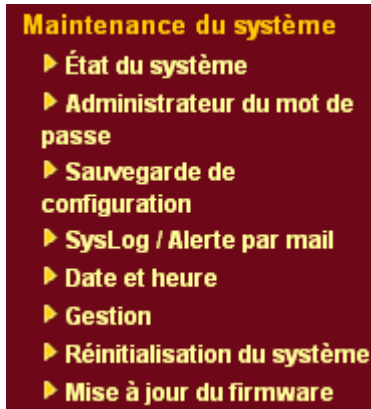 Maintenance du système
État du système
Administrateur du mot de
passe
Sauvegarde de
configuration
SysLog / Alerte par mail
Date et heure
Gestion
Réinitialisation du système
Mise à jour du firmware